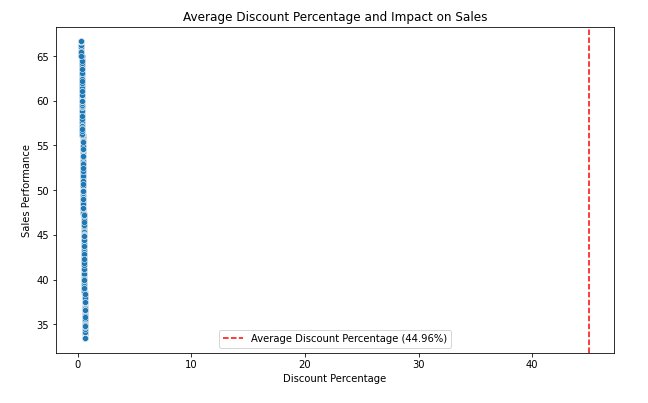 Average Discount Percentage and Impact on Sales
65
60
55
50
45
40
35
Sales Performance
Average Discount Percentage (44.96%)
0 10 20 30 40
Discount Percentage